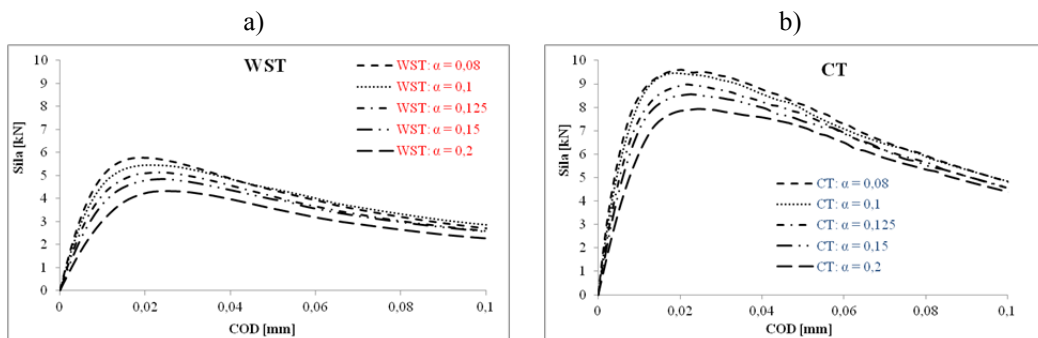 a)
b)
WST
WST: α = 0,08
WST: α = 0,1
WST: α = 0,125
WST: α = 0,15
WST: α = 0,2
Síla [kN]
10
9
8
7
6
5
4
3
2
1
0
0
0,02
0,04
0,06
0,08
0,1
COD [mm]
CT
CT: α = 0,08
CT: α = 0,1
CT: α = 0,125
CT: α = 0,15
CT: α = 0,2
Síla [kN]
10
9
8
7
6
5
4
3
2
1
0
0
0,02
0,04
0,06
0,08
0,1
COD [mm]